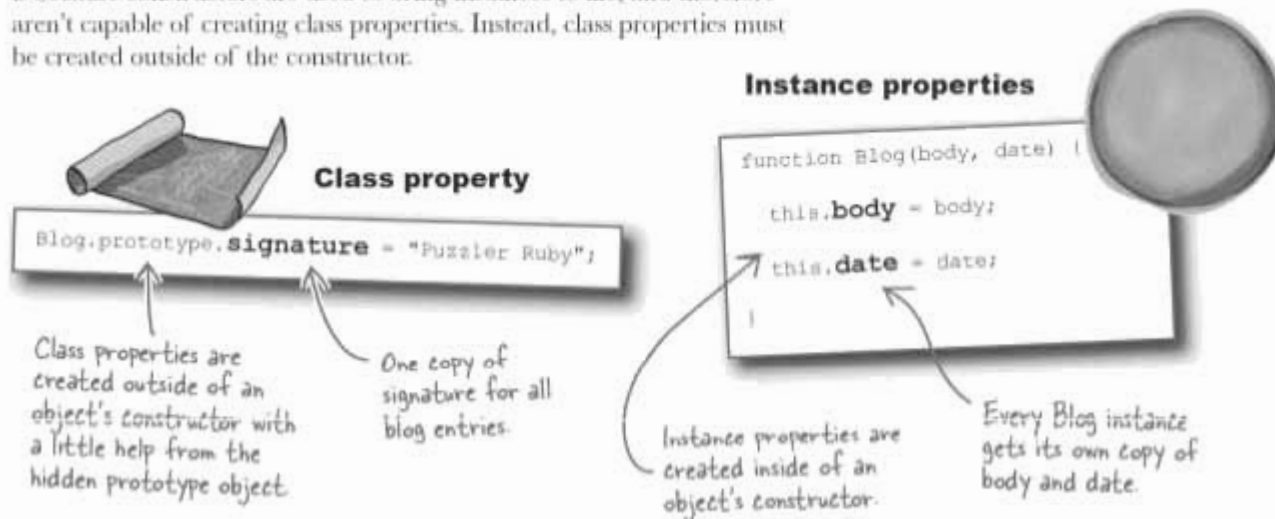 aren't capable of creating class properties. Instead, class properties must
be created outside of the constructor.
Class property
Blog.prototype.signature = "Puzzler Ruby";
Class properties are
created outside of an
object's constructor with
a little help from the
hidden prototype object.
One copy of
signature for all
blog entries.
Instance properties
function Blog(body, date) {
this.body = body;
this.date = date;
}
Instance properties are
created inside of an
object's constructor.
Every Blog instance
gets its own copy of
body and date.